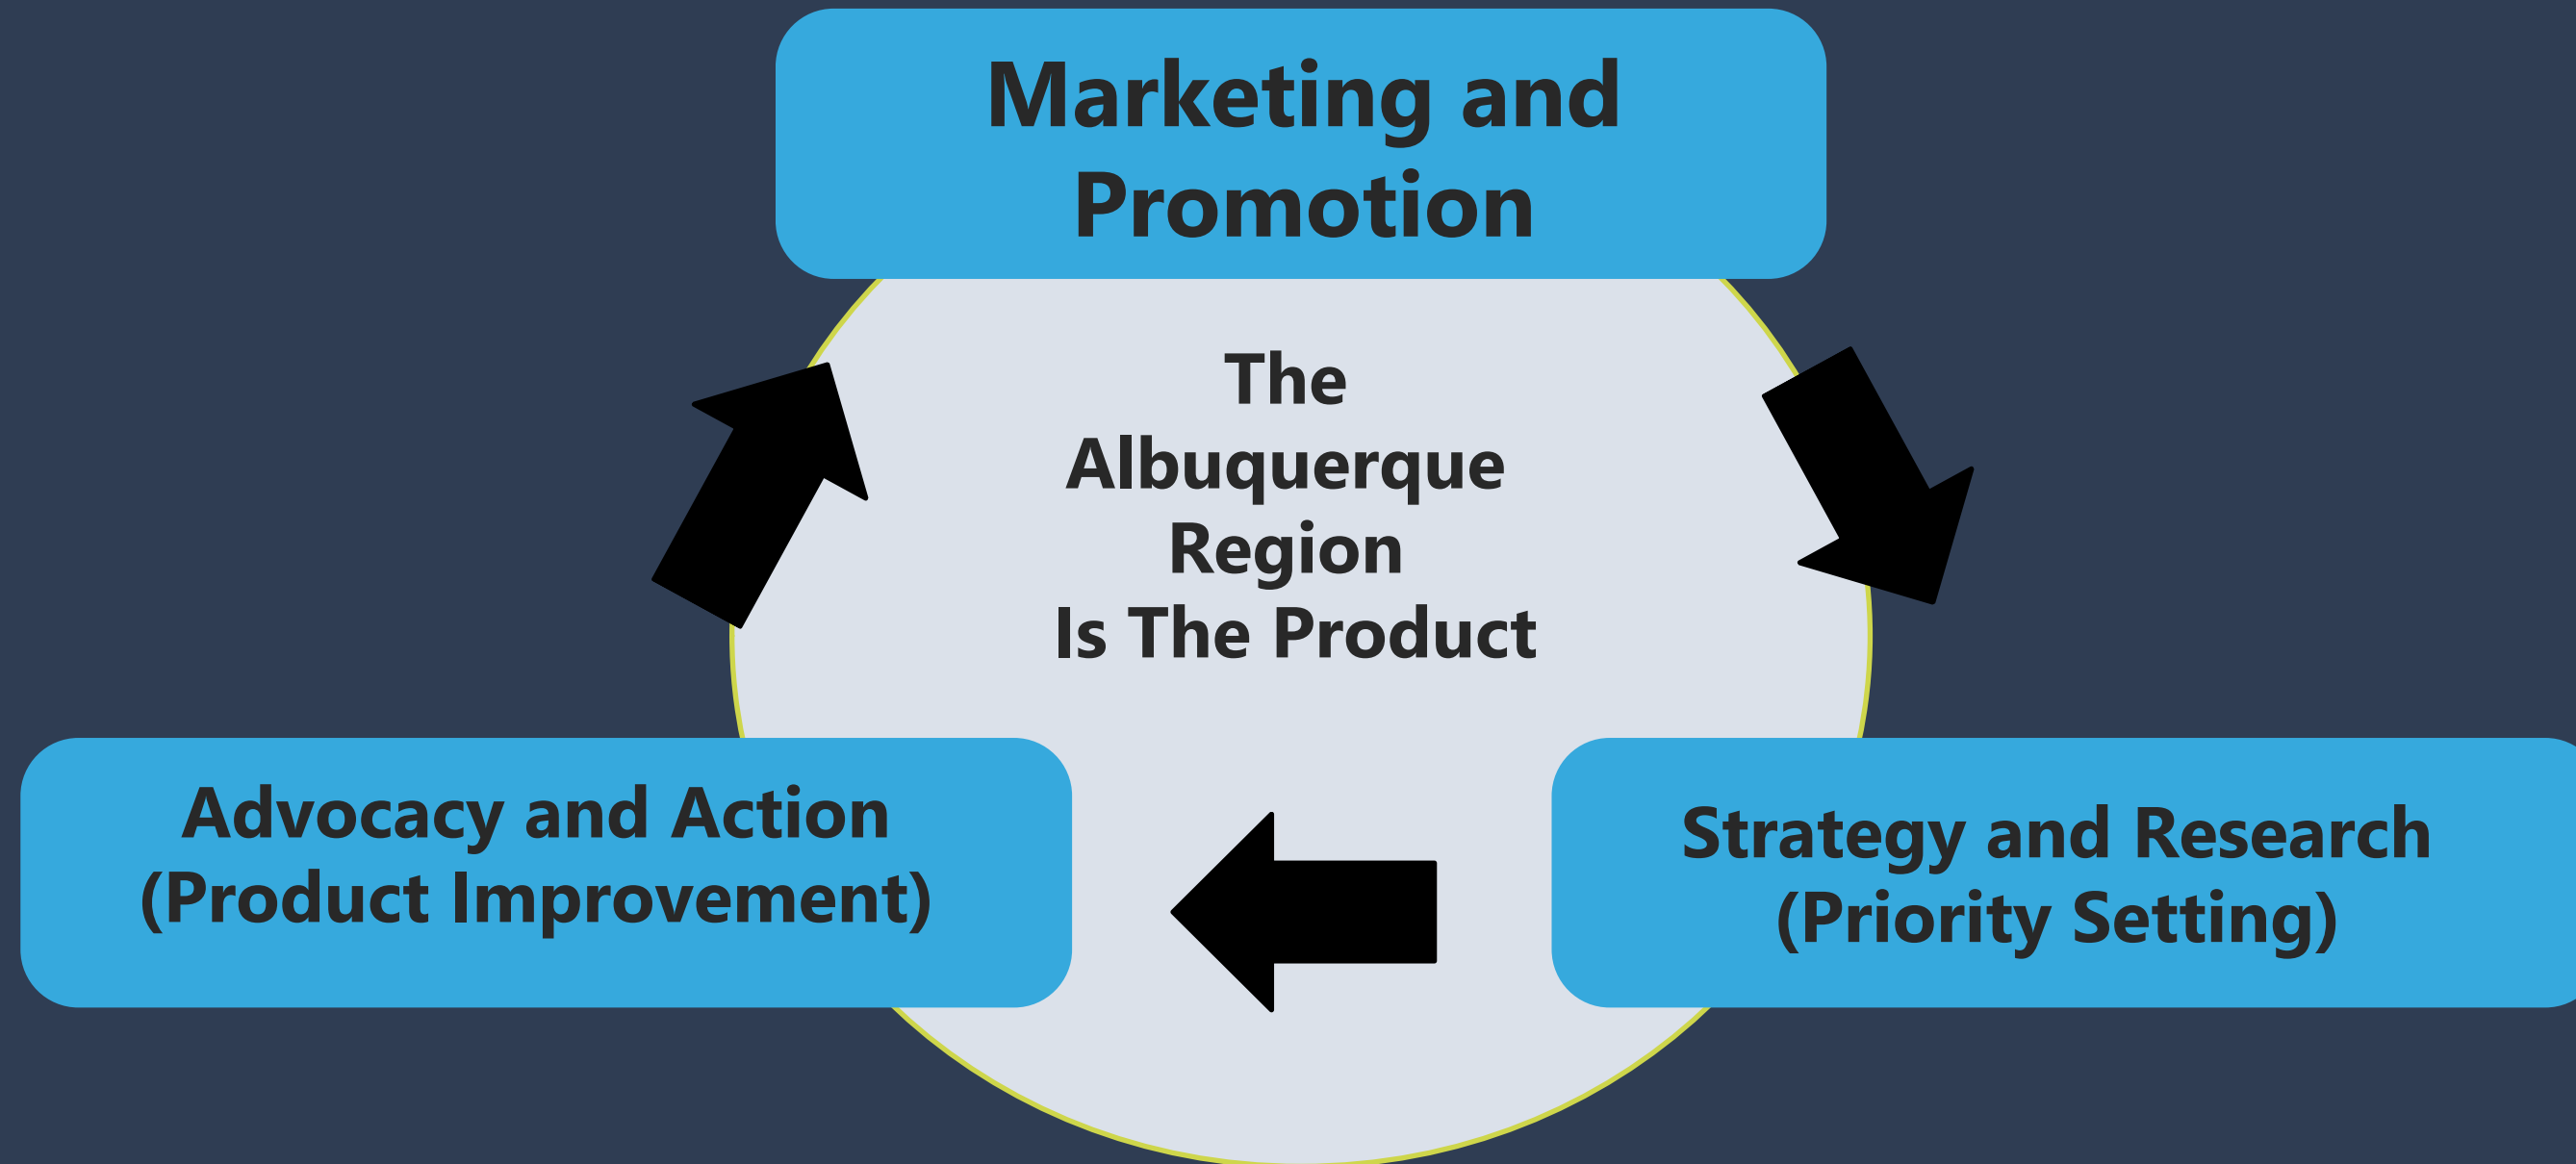 Marketing and
Promotion
The
Albuquerque
Region
Is The Product
Advocacy and Action
(Product Improvement)
Strategy and Research
(Priority Setting)